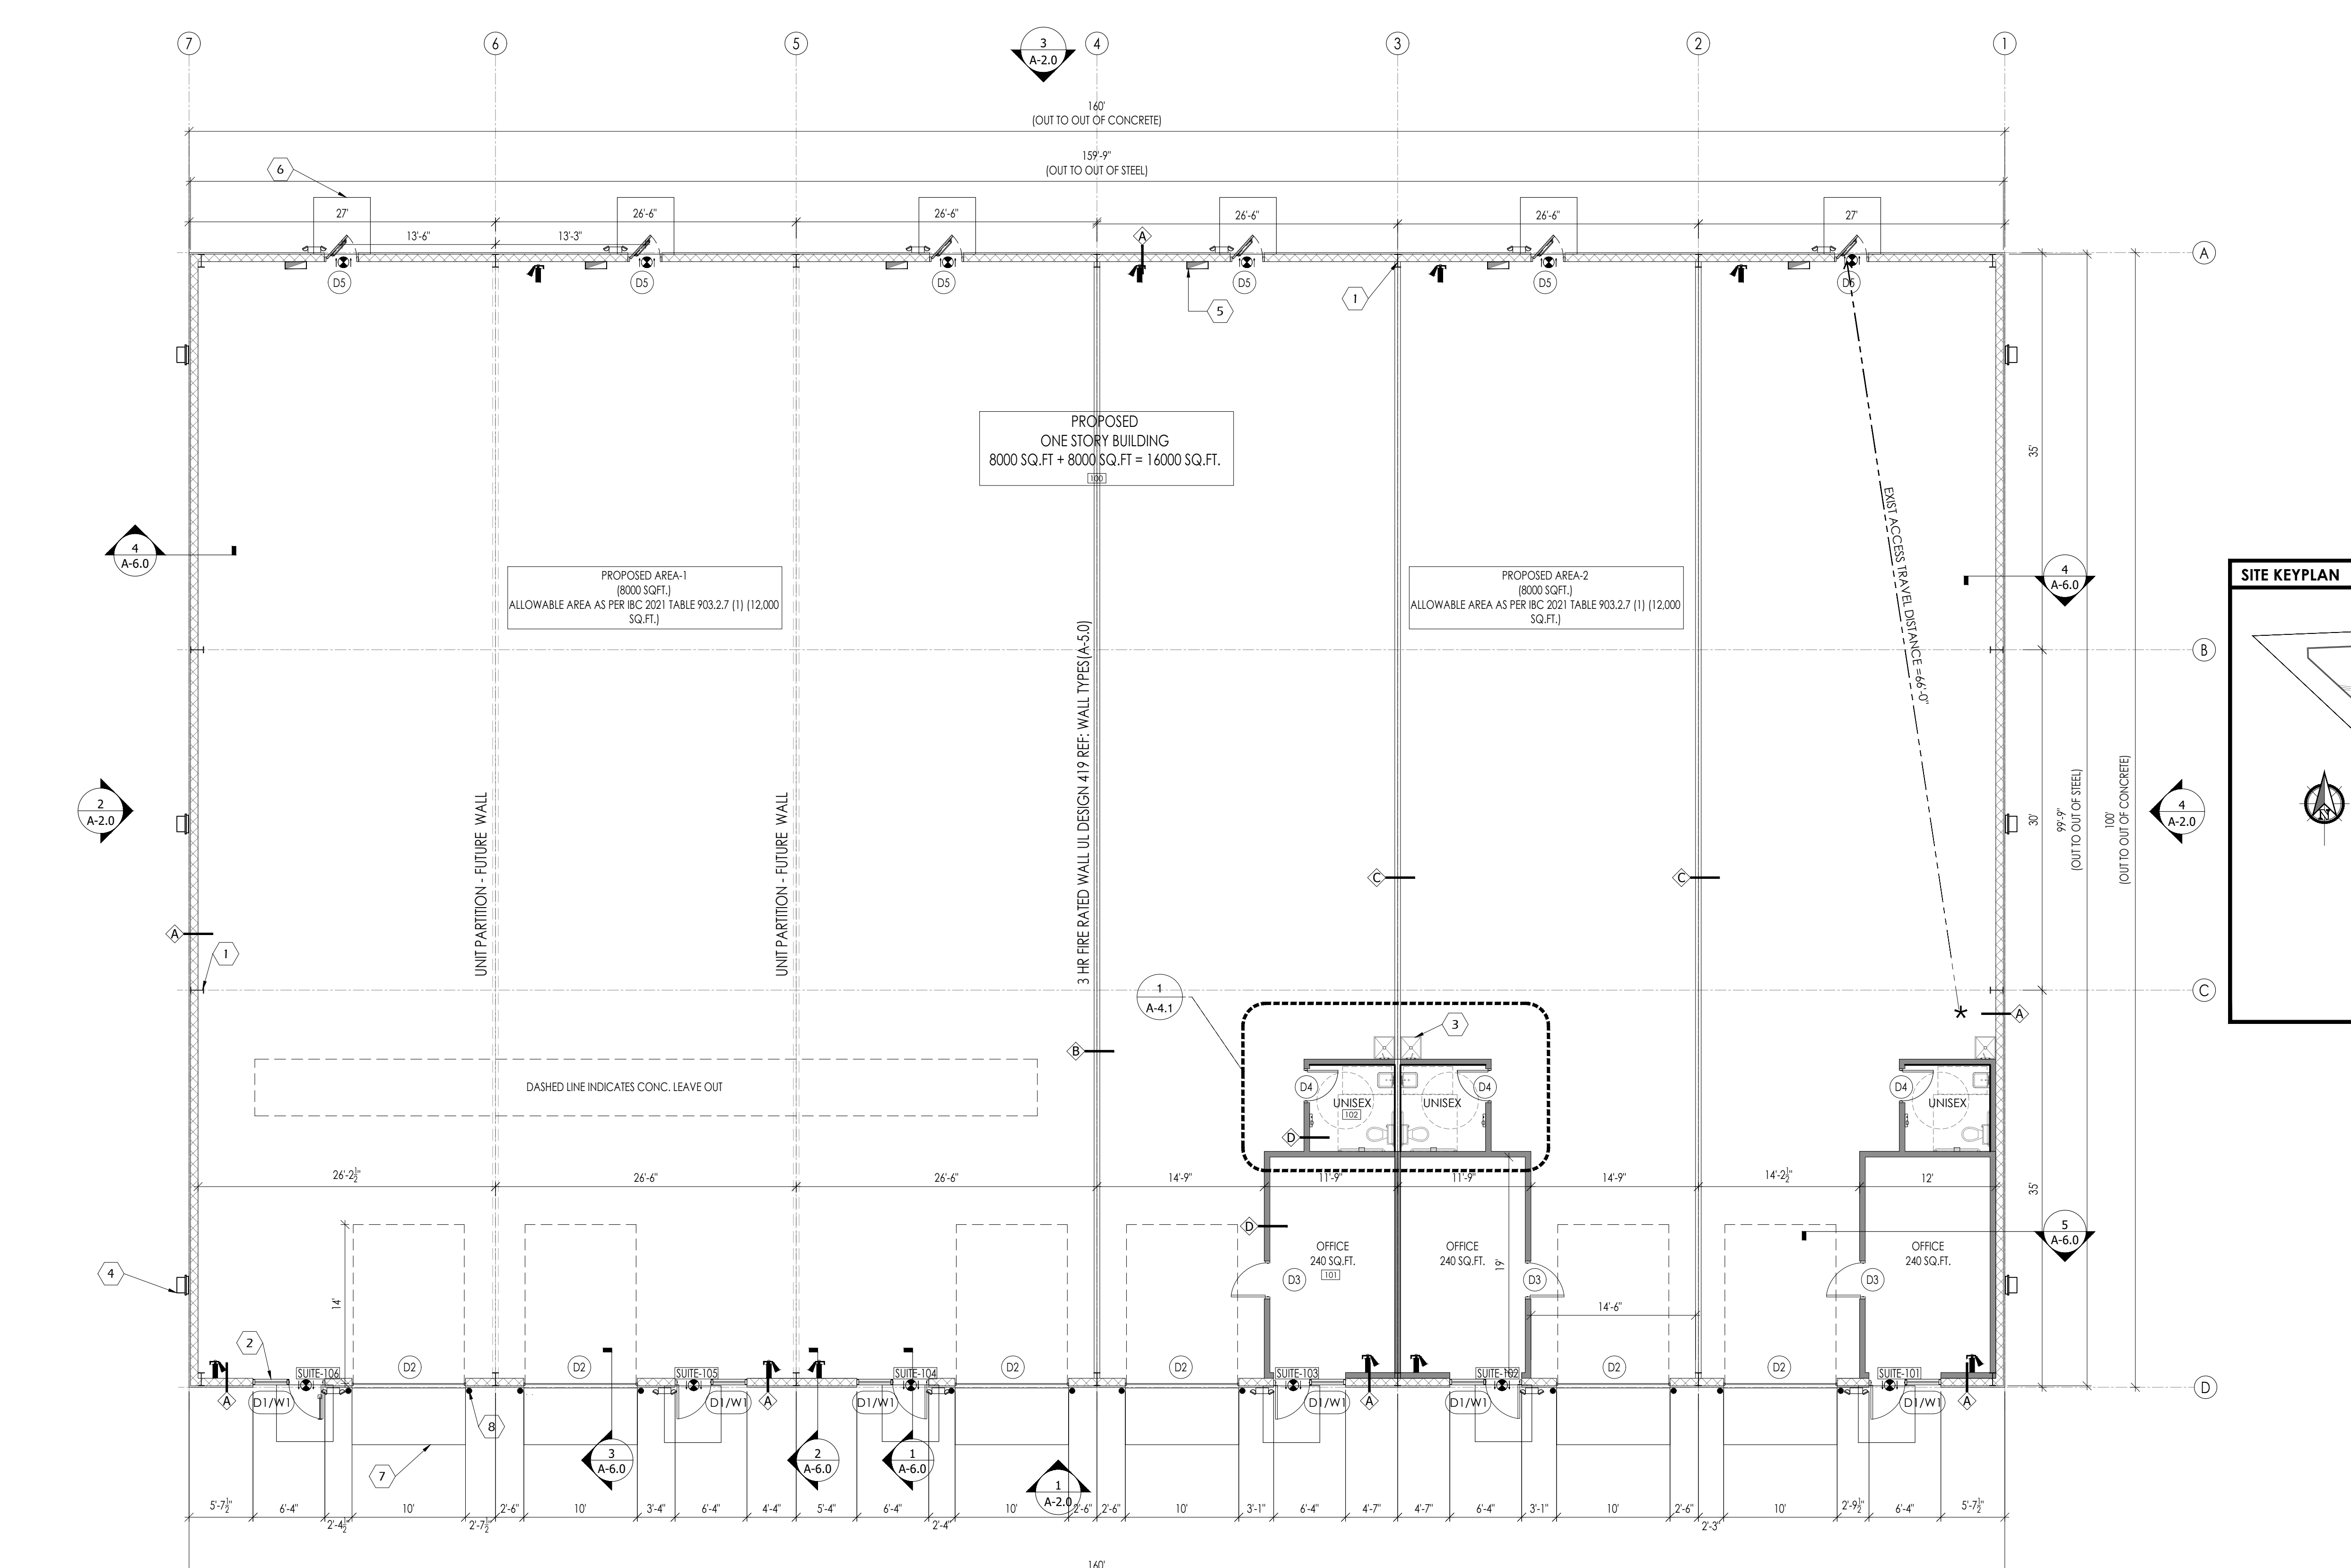 7
6
5
4
3
2
1
3
A-2.0
160'
(OUT TO OUT OF CONCRETE)
159'-9"
(OUT TO OUT OF STEEL)
6
27'
26'-6"
26'-6"
26'-6"
26'-6"
27'
13'-6"
13'-3"
A
A
D5
D5
D5
D5
D5
D5
1
5
PROPOSED
ONE STORY BUILDING
8000 SQ.FT + 8000 SQ.FT = 16000 SQ.FT.
100
35'
EXIST ACCESS TRAVEL DISTANCE =66'-0"
4
A-6.0
PROPOSED AREA-1
(8000 SQFT.)
ALLOWABLE AREA AS PER IBC 2021 TABLE 903.2.7 (1) (12,000
SQ.FT.)
PROPOSED AREA-2
(8000 SQFT.)
ALLOWABLE AREA AS PER IBC 2021 TABLE 903.2.7 (1) (12,000
SQ.FT.)
4
A-6.0
SITE KEYPLAN
B
N
2
A-2.0
UNIT PARTITION - FUTURE WALL
UNIT PARTITION - FUTURE WALL
3 HR FIRE RATED WALL UL DESIGN 419 REF: WALL TYPES(A-5.0)
30'
99'-9"
(OUT TO OUT OF STEEL)
100'
(OUT TO OUT OF CONCRETE)
4
A-2.0
C
C
A
1
C
1
A-4.1
3
*
A
B
DASHED LINE INDICATES CONC. LEAVE OUT
D4
UNISEX
102
UNISEX
D4
D4
UNISEX
D
26'-2½"
26'-6"
26'-6"
14'-9"
11'-9"
11'-9"
14'-9"
14'-2½"
12'
35'
D
5
A-6.0
OFFICE
240 SQ.FT.
101
OFFICE
240 SQ.FT.
19'
OFFICE
240 SQ.FT.
4
14'
D3
D3
D3
14'-6"
2
D2
D2
D2
D2
D2
D2
SUITE-106
SUITE-105
SUITE-104
SUITE-103
SUITE-102
SUITE-101
D
A
D1/W1
8
D1/W1
A
D1/W1
D1/W1
A
D1/W1
D1/W1
A
7
3
A-6.0
2
A-6.0
1
A-6.0
1
A-2.0
5'-7½"
6'-4"
2'-4½"
10'
2'-7½"
2'-6"
10'
3'-4"
6'-4"
4'-4"
5'-4"
6'-4"
2'-4"
10'
2'-6"
2'-6"
10'
3'-1"
6'-4"
4'-7"
4'-7"
6'-4"
3'-1"
10'
2'-6"
2'-3"
10'
2'-9½"
6'-4"
5'-7½"
160'